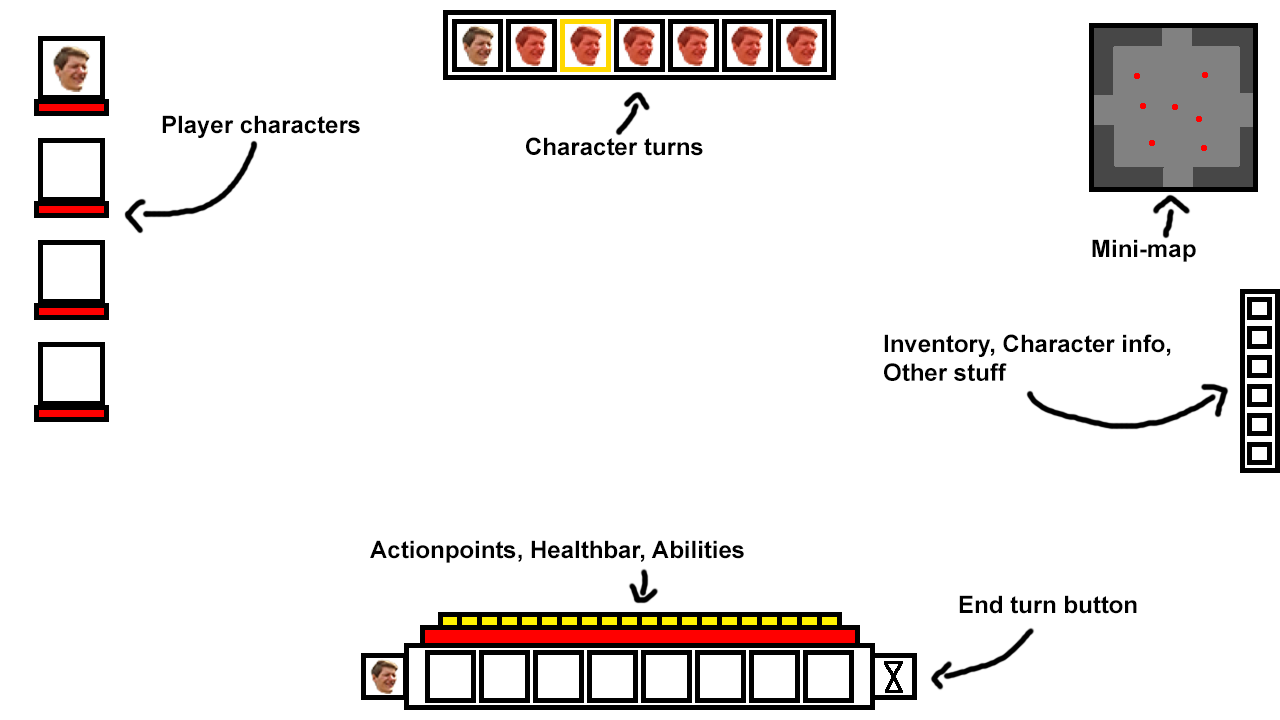 Player characters
Character turns
Mini-map
Inventory, Character info,
Other stuff
Actionpoints, Healthbar, Abilities
End turn button